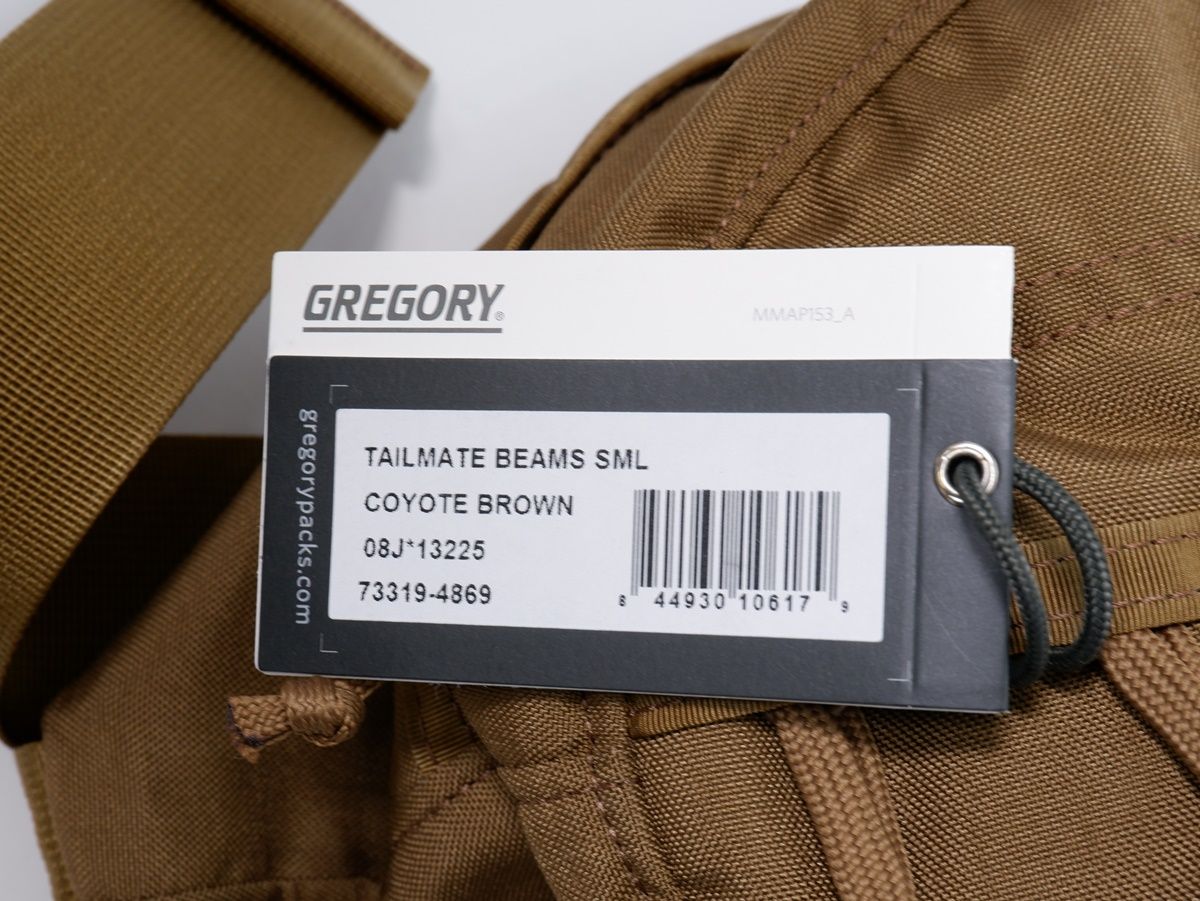 GREGORY®
MMAP153_A
gregorypacks.com
TAILMATE BEAMS SML
COYOTE BROWN
08J*13225
73319-4869
8 44930 10617 9